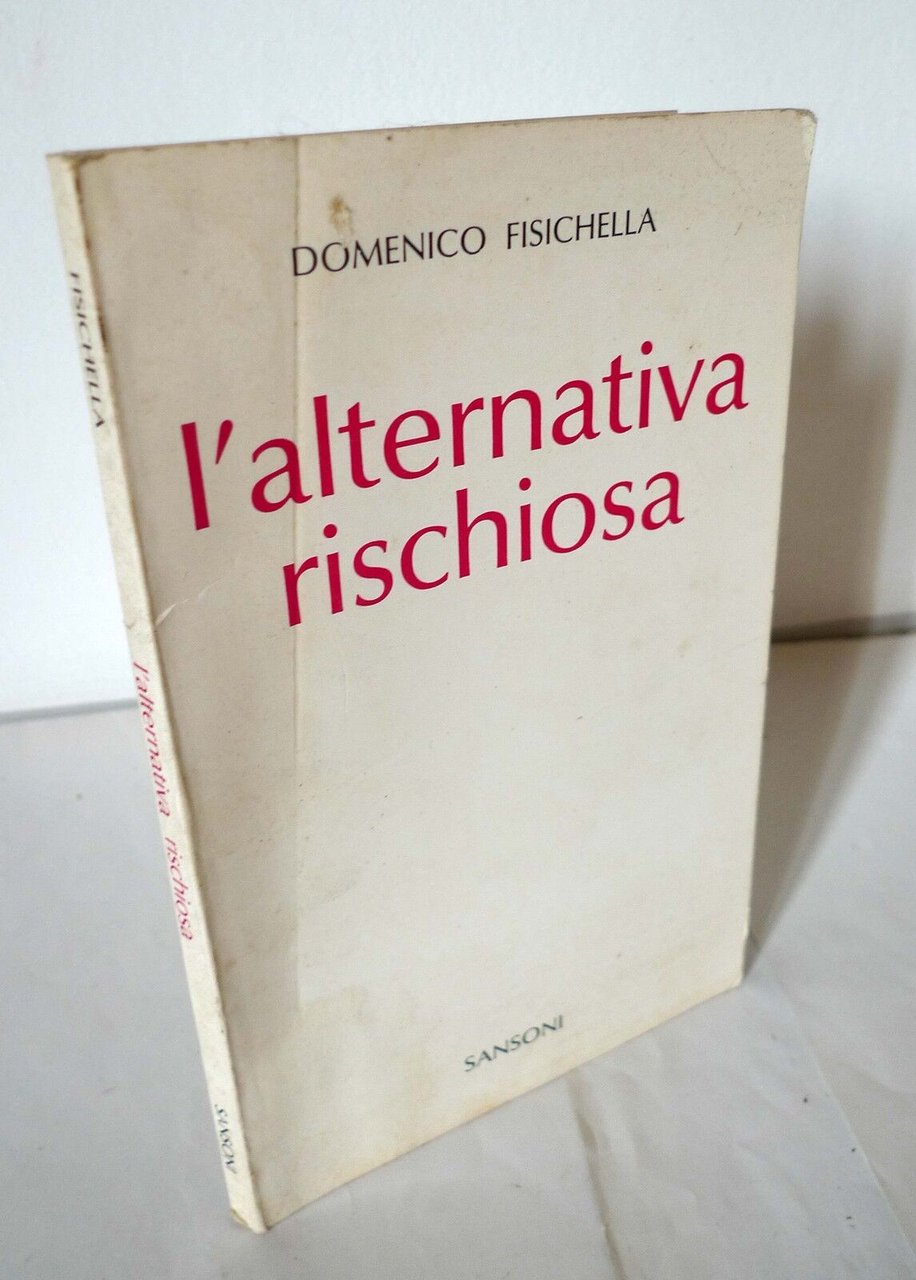 DOMENICO FISICHELLA
l'alternativa
rischiosa
SANSONI
FISICHELLA
l'alternativa rischiosa
SANSONI